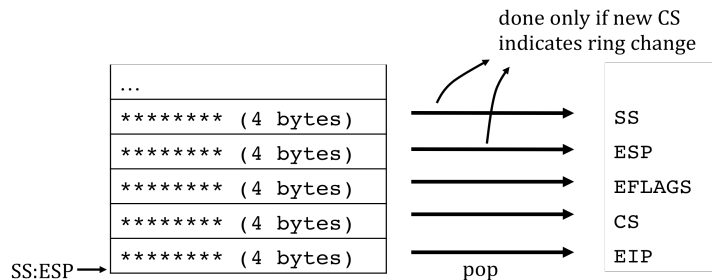 done only if new CS
indicates ring change
...
******** (4 bytes)
SS
******** (4 bytes)
ESP
******** (4 bytes)
EFLAGS
******** (4 bytes)
CS
******** (4 bytes)
EIP
SS:ESP
pop